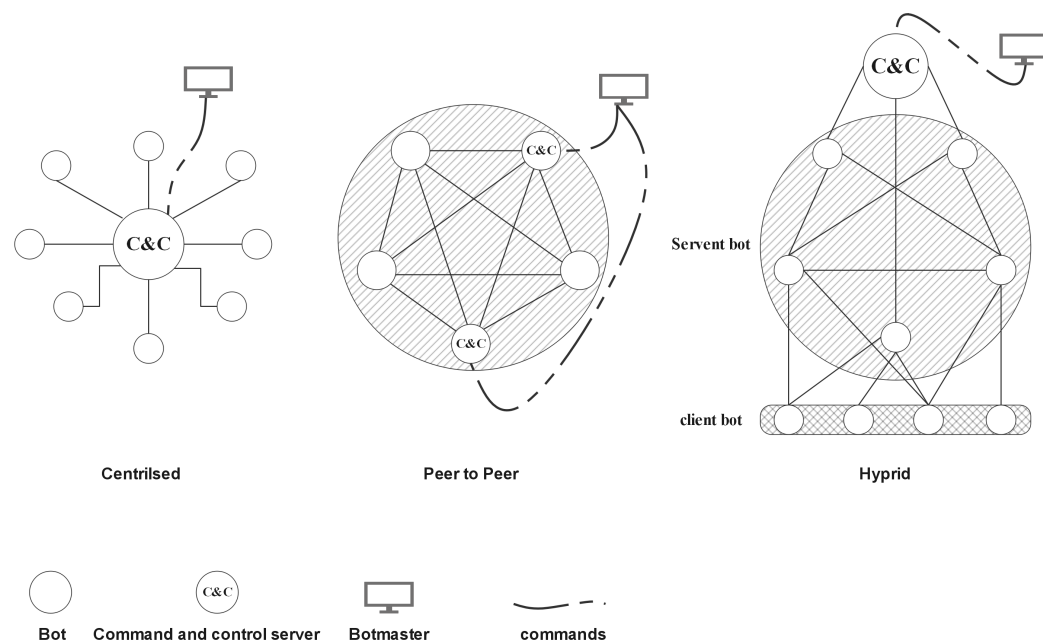 C&C
C&C
C&C
C&C
Servent bot
client bot
Centrilsed
Peer to Peer
Hyprid
C&C
Bot
Command and control server
Botmaster
commands